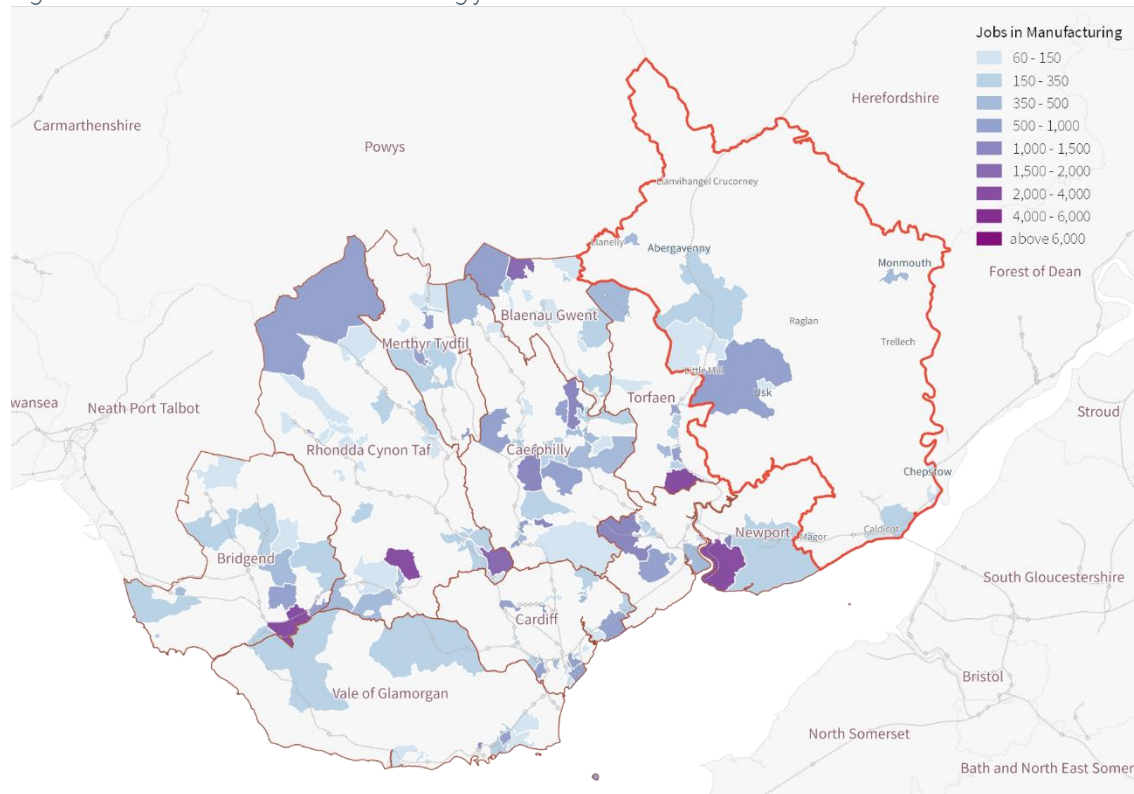 Jobs in Manufacturing
60 - 150
150 - 350
350 - 500
500 - 1,000
1,000 - 1,500
1,500 - 2,000
2,000 - 4,000
4,000 - 6,000
above 6,000
Herefordshire
Carmarthenshire
Powys
Llanvihangel Crucorney
Llanelly
Abergavenny
Monmouth
Forest of Dean
Blaenau Gwent
Raglan
Merthyr Tydfil
Trellech
Little Mill
Usk
Torfaen
wansea
Neath Port Talbot
Stroud
Rhondda Cynon Taf
Caerphilly
Chepstow
Newport
Magor
Caldicot
Bridgend
South Gloucestershire
Cardiff
Bristol
Vale of Glamorgan
North Somerset
Bath and North East Somer